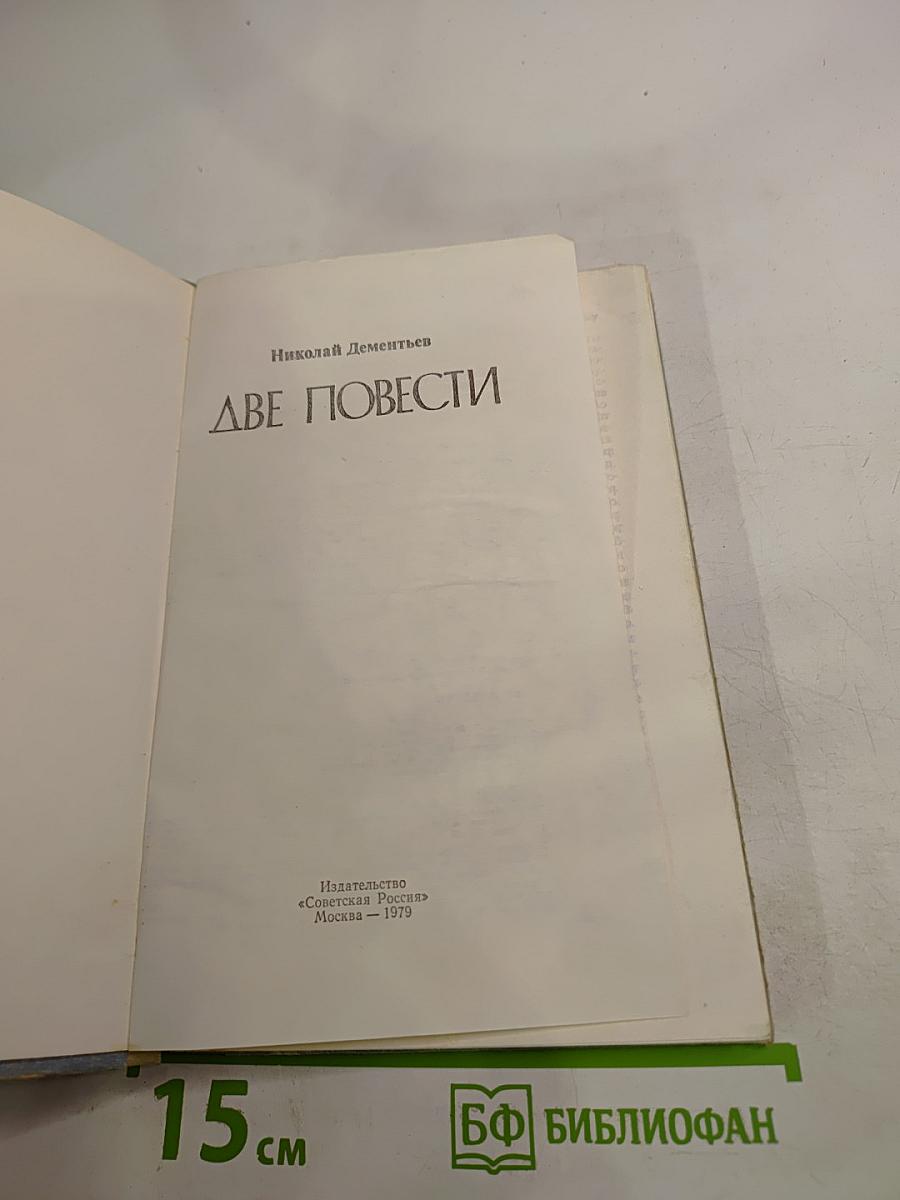 Николай Дементьев
ДВЕ ПОВЕСТИ
Издательство
«Советская Россия»
Москва — 1979
15 см
БФ БИБЛИОФАН